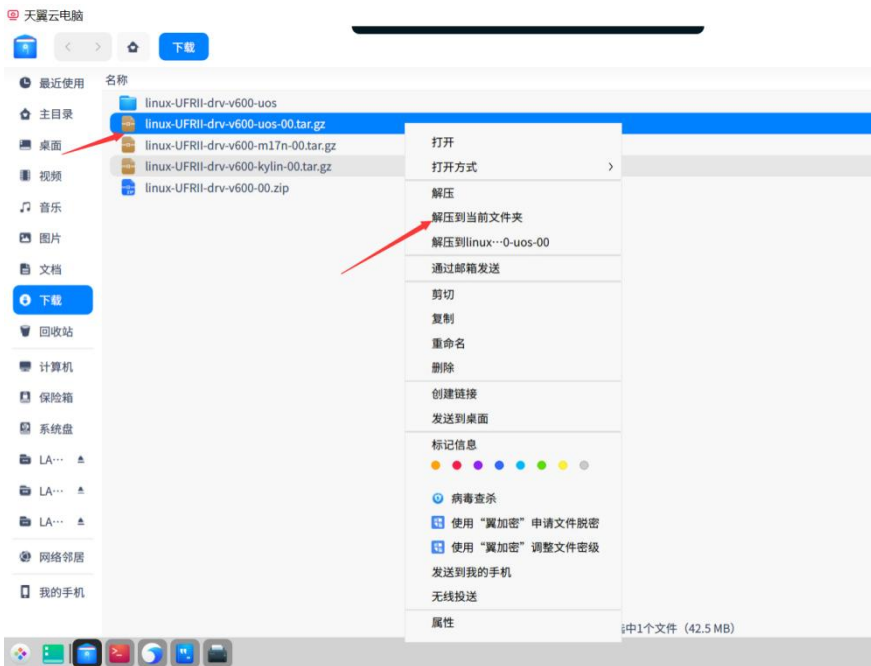 天翼云电脑
下载
最近使用
名称
主目录
桌面
视频
音乐
图片
文档
下载
回收站
计算机
保险箱
系统盘
LA…
LA…
LA…
网络邻居
我的手机
linux-UFRII-drv-v600-uos
linux-UFRII-drv-v600-uos-00.tar.gz
linux-UFRII-drv-v600-m17n-00.tar.gz
linux-UFRII-drv-v600-kylin-00.tar.gz
linux-UFRII-drv-v600-00.zip
打开
打开方式
解压
解压到当前文件夹
解压到linux…0-uos-00
通过邮箱发送
剪切
复制
重命名
删除
创建链接
发送到桌面
标记信息
病毒查杀
使用“翼加密”申请文件脱密
使用“翼加密”调整文件密级
发送到我的手机
无线投送
属性
中1个文件（42.5 MB）